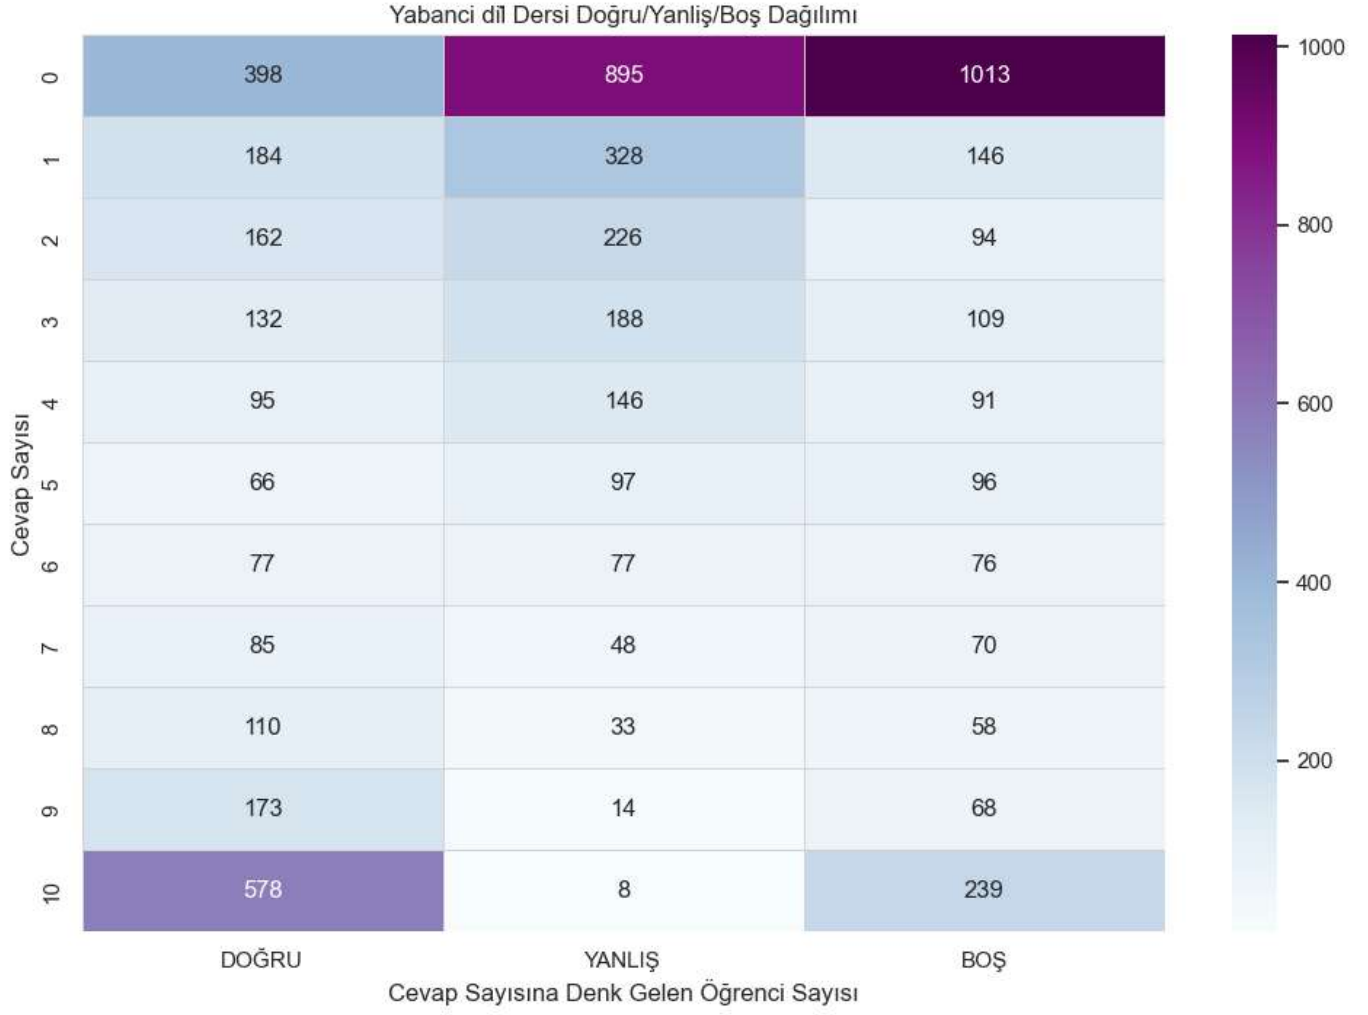 Yabanci dil Dersi Doğru/Yanliş/Boş Dağılımı
0 398 895 1013
1 184 328 146
2 162 226 94
3 132 188 109
4 95 146 91
5 66 97 96
6 77 77 76
7 85 48 70
8 110 33 58
9 173 14 68
10 578 8 239
DOĞRU YANLIŞ BOŞ
Cevap Sayısına Denk Gelen Öğrenci Sayısı
Cevap Sayısı
1000
800
600
400
200